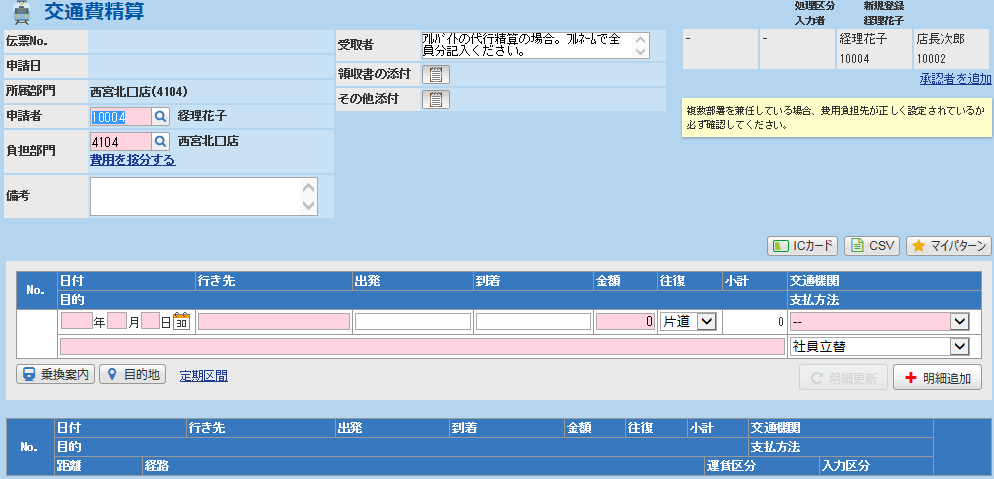 交通費精算
処理区分 新規登録
入力者 経理花子
伝票No.
申請日
所属部門 西宮北口店(4104)
申請者 10004 経理花子
負担部門 4104 西宮北口店
費用を按分する
備考
受取者 ｱﾙﾊﾞｲﾄの代行精算の場合。ﾌﾙﾈｰﾑで全
員分記入ください。
領収書の添付
その他添付
- - 経理花子 店長次郎
10004 10002
承認者を追加
複数部署を兼任している場合、費用負担先が正しく設定されているか
必ず確認してください。
ICカード CSV マイパターン
No. 日付 行き先 出発 到着 金額 往復 小計 交通機関
目的 支払方法
年 月 日 30 0 片道 0 --
社員立替
乗換案内 目的地 定期区間 明細更新 明細追加
No. 日付 行き先 出発 到着 金額 往復 小計 交通機関
目的 支払方法
距離 経路 運賃区分 入力区分